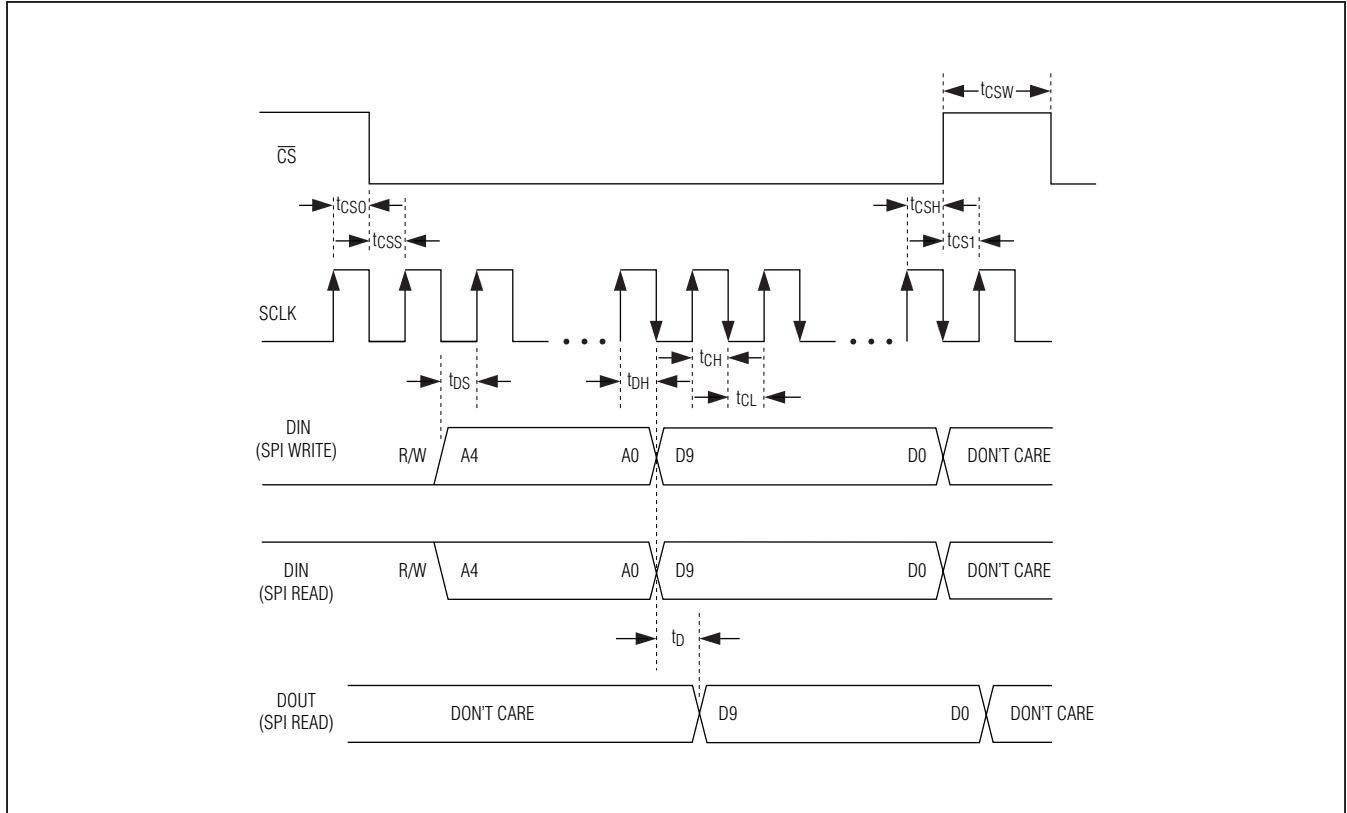 tCSW
CS
tCSO tCSH
tCSS tCS1
SCLK
tCH
tDS tDH
tCL
DIN
(SPI WRITE) R/W A4 A0 D9 D0 DON'T CARE
DIN
(SPI READ) R/W A4 A0 D9 D0 DON'T CARE
tD
DOUT
(SPI READ) DON'T CARE D9 D0 DON'T CARE